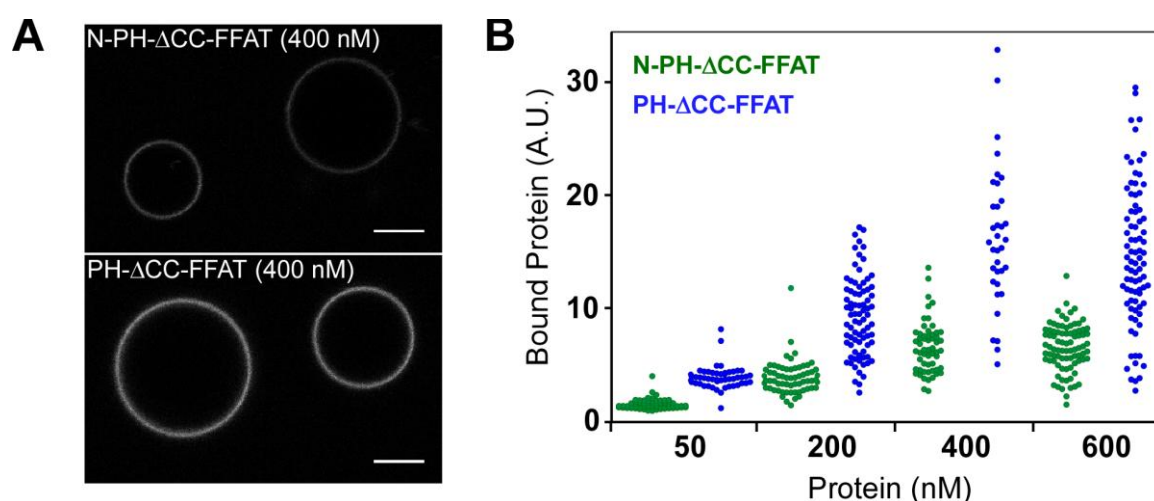 A
N-PH-ΔCC-FFAT (400 nM)
PH-ΔCC-FFAT (400 nM)
B
N-PH-ΔCC-FFAT
PH-ΔCC-FFAT
Bound Protein (A.U.)
30
20
10
0
50 200 400 600
Protein (nM)